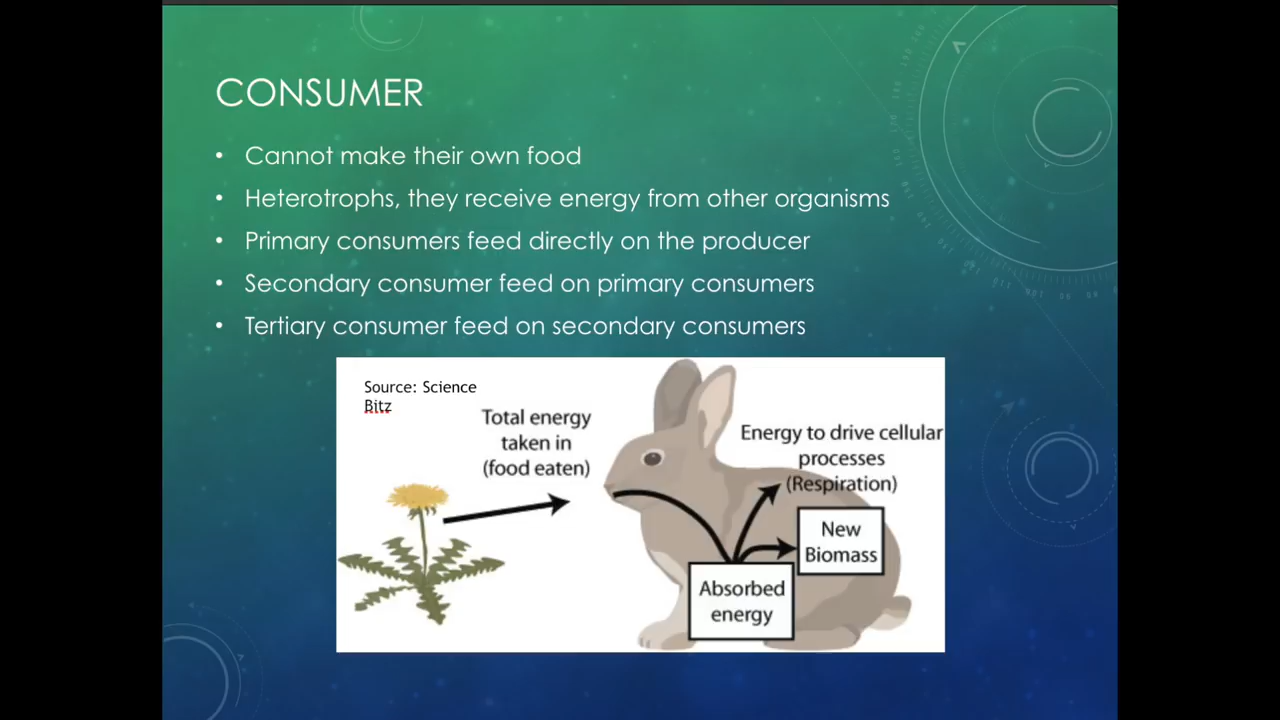 CONSUMER
• Cannot make their own food
• Heterotrophs, they receive energy from other organisms
• Primary consumers feed directly on the producer
• Secondary consumer feed on primary consumers
• Tertiary consumer feed on secondary consumers
Source: Science
Bitz
Total energy
taken in
(food eaten)
Energy to drive cellular
processes
(Respiration)
New
Biomass
Absorbed
energy